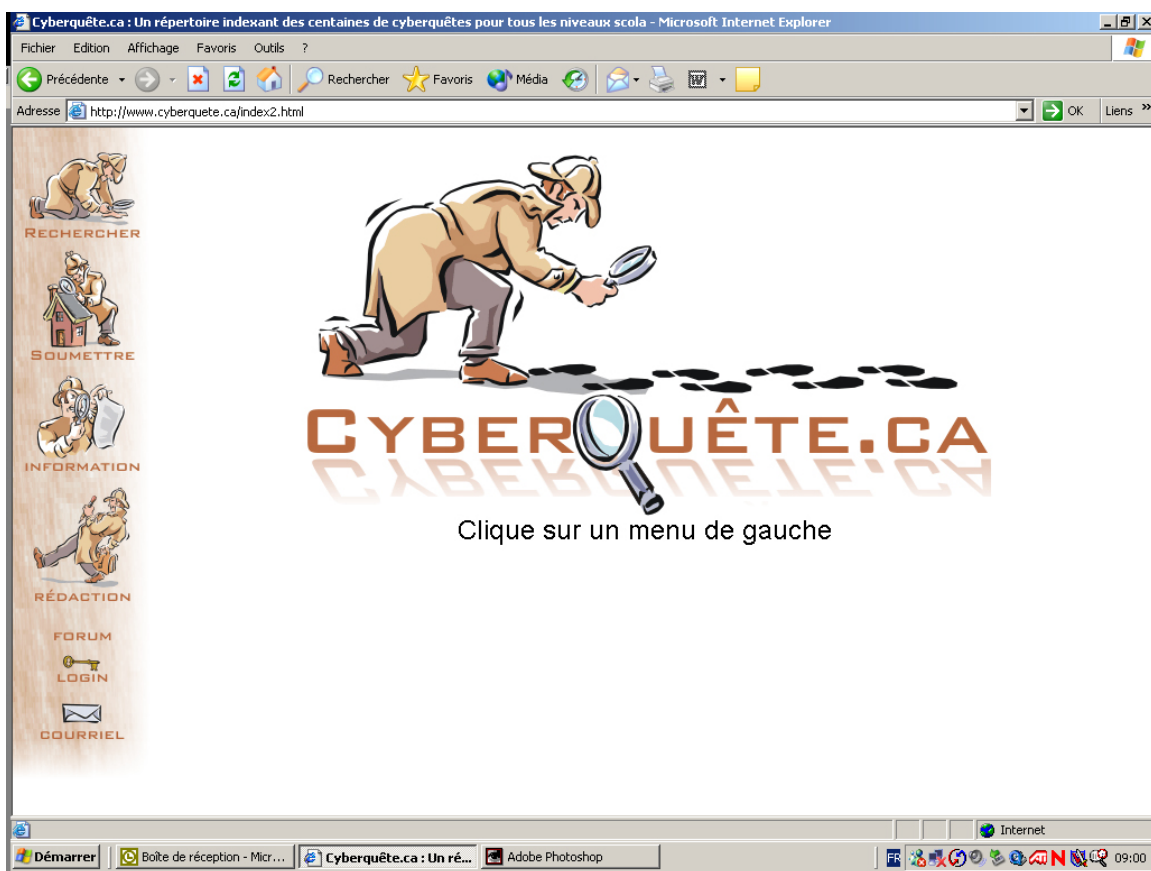 Cyberquête.ca : Un répertoire indexant des centaines de cyberquêtes pour tous les niveaux scola - Microsoft Internet Explorer
Fichier Edition Affichage Favoris Outils ?
Précédente Rechercher Favoris Média
Adresse http://www.cyberquete.ca/index2.html OK Liens »
RECHERCHER
SOUMETTRE
INFORMATION
RÉDACTION
FORUM
LOGIN
COURRIEL
CYBERQUÊTE.CA
Clique sur un menu de gauche
Internet
Démarrer Boîte de réception - Micr... Cyberquête.ca : Un ré... Adobe Photoshop FR 09:00